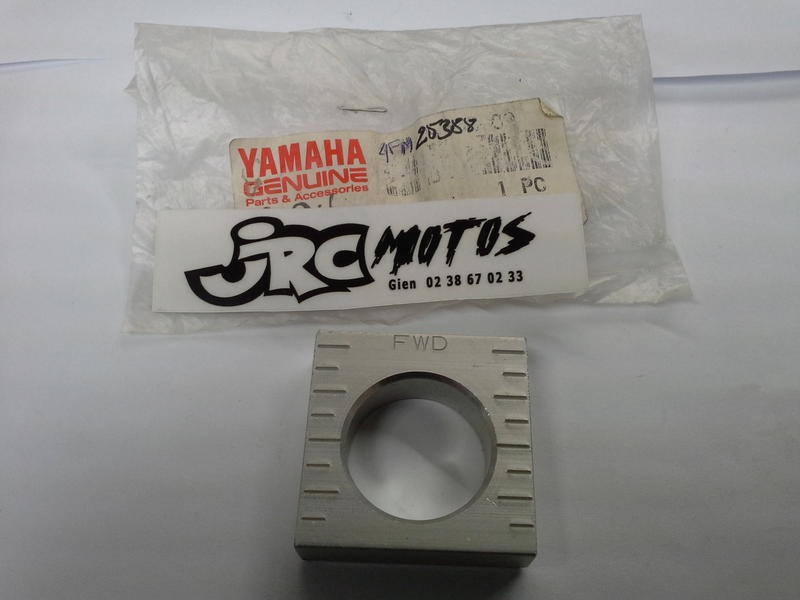 YAMAHA
GENUINE
Parts & Accessories
1 PC
JRC MOTOS
Gien 02 38 67 02 33
FWD